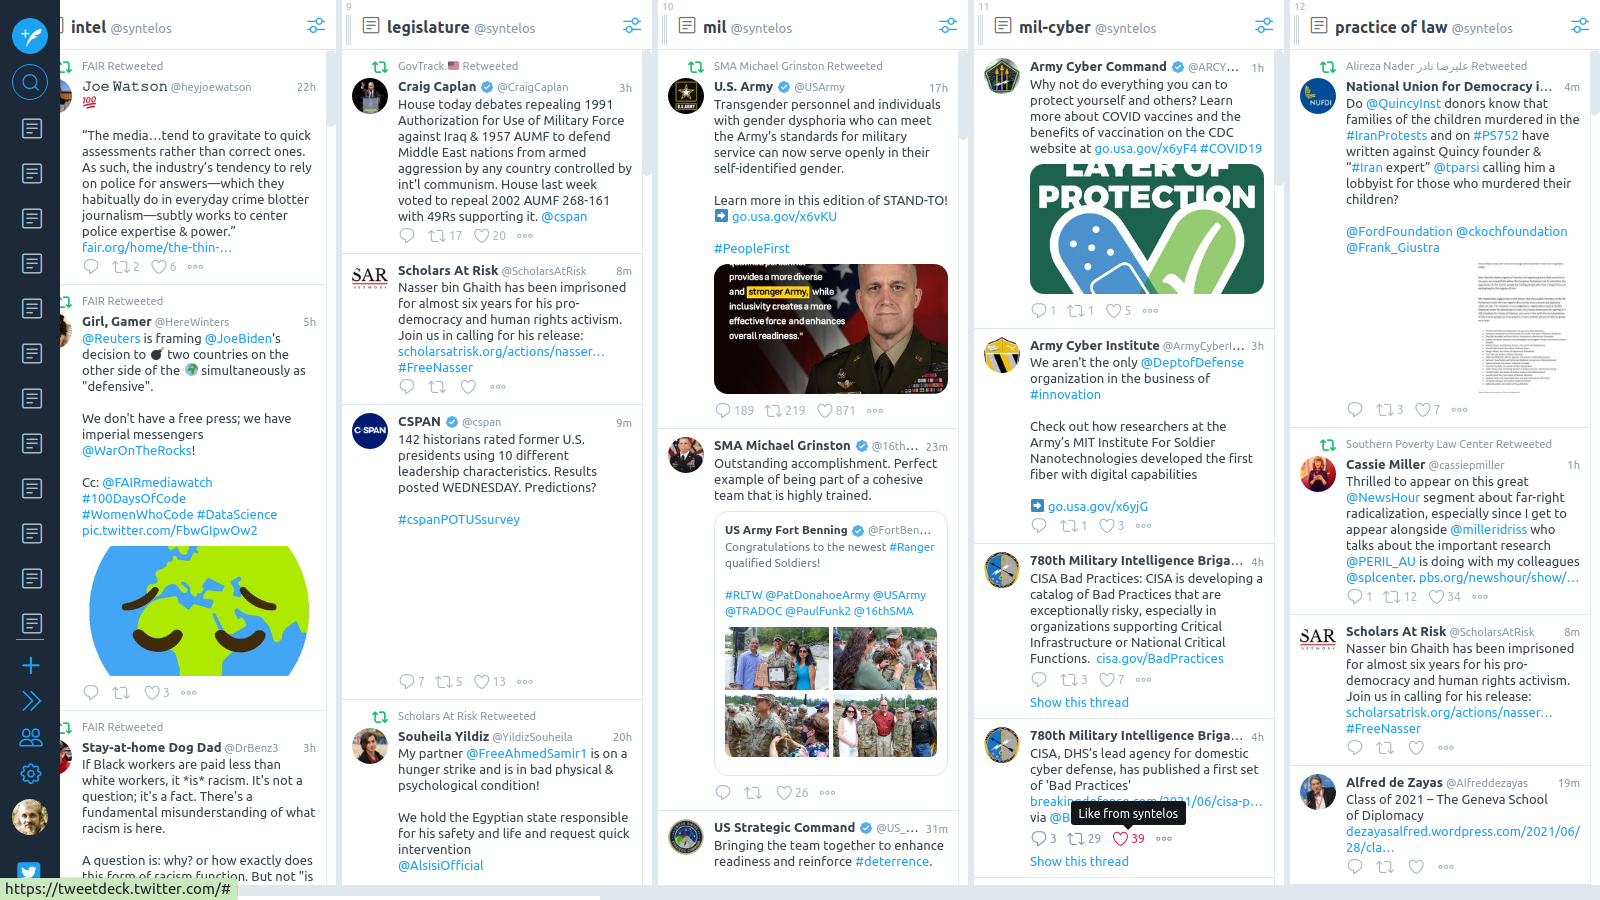 intel @syntelos
FAIR Retweeted
Joe Watson @heyjoewatson 22h
💯
“The media…tend to gravitate to quick
assessments rather than correct ones.
As such, the industry’s tendency to rely
on police for answers—which they
habitually do in everyday crime blotter
journalism—subtly works to center
police expertise & power.”
fair.org/home/the-thin-…
2 6
FAIR Retweeted
Girl, Gamer @HereWinters 5h
@Reuters is framing @JoeBiden's
decision to 💣 two countries on the
other side of the 🌍 simultaneously as
"defensive".
We don't have a free press; we have
imperial messengers
@WarOnTheRocks!
Cc: @FAIRmediawatch
#100DaysOfCode
#WomenWhoCode #DataScience
pic.twitter.com/FbwGIpwOw2
3
FAIR Retweeted
Stay-at-home Dog Dad @DrBenz3 3h
If Black workers are paid less than
white workers, it *is* racism. It's not a
question; it's a fact. There's a
fundamental misunderstanding of what
racism is here.
A question is: why? or how exactly does
this form of racism function. But not "is
https://tweetdeck.twitter.com/#
9
legislature @syntelos
GovTrack.🇺🇸 Retweeted
Craig Caplan @CraigCaplan 3h
House today debates repealing 1991
Authorization for Use of Military Force
against Iraq & 1957 AUMF to defend
Middle East nations from armed
aggression by any country controlled by
int'l communism. House last week
voted to repeal 2002 AUMF 268-161
with 49Rs supporting it. @cspan
17 20
SAR
NETWORK
Scholars At Risk @ScholarsAtRisk 8m
Nasser bin Ghaith has been imprisoned
for almost six years for his pro-
democracy and human rights activism.
Join us in calling for his release:
scholarsatrisk.org/actions/nasser…
#FreeNasser
C-SPAN
CSPAN @cspan 9m
142 historians rated former U.S.
presidents using 10 different
leadership characteristics. Results
posted WEDNESDAY. Predictions?
#cspanPOTUSsurvey
7 5 13
Scholars At Risk Retweeted
Souheila Yildiz @YildizSouheila 20h
My partner @FreeAhmedSamir1 is on a
hunger strike and is in bad physical &
psychological condition!
We hold the Egyptian state responsible
for his safety and life and request quick
intervention
@AlsisiOfficial
10
mil @syntelos
SMA Michael Grinston Retweeted
U.S. ARMY
U.S. Army @USArmy 17h
Transgender personnel and individuals
with gender dysphoria who can meet
the Army's standards for military
service can now serve openly in their
self-identified gender.
Learn more in this edition of STAND-TO!
➡ go.usa.gov/x6vKU
#PeopleFirst
provides a more diverse
and stronger Army, while
inclusivity creates a more
effective force and enhances
overall readiness."
189 219 871
SMA Michael Grinston @16th… 23m
Outstanding accomplishment. Perfect
example of being part of a cohesive
team that is highly trained.
US Army Fort Benning @FortBen…
Congratulations to the newest #Ranger
qualified Soldiers!
#RLTW @PatDonahoeArmy @USArmy
@TRADOC @PaulFunk2 @16thSMA
26
US Strategic Command @US_… 31m
Bringing the team together to enhance
readiness and reinforce #deterrence.
11
mil-cyber @syntelos
Army Cyber Command @ARCY… 1h
Why not do everything you can to
protect yourself and others? Learn
more about COVID vaccines and the
benefits of vaccination on the CDC
website at go.usa.gov/x6yF4 #COVID19
LAYER OF
PROTECTION
1 1 5
Army Cyber Institute @ArmyCyberI… 3h
We aren't the only @DeptofDefense
organization in the business of
#innovation
Check out how researchers at the
Army’s MIT Institute For Soldier
Nanotechnologies developed the first
fiber with digital capabilities
➡ go.usa.gov/x6yjG
1 3
780th Military Intelligence Briga… 4h
CISA Bad Practices: CISA is developing a
catalog of Bad Practices that are
exceptionally risky, especially in
organizations supporting Critical
Infrastructure or National Critical
Functions. cisa.gov/BadPractices
3 7
Show this thread
780th Military Intelligence Briga… 4h
CISA, DHS’s lead agency for domestic
cyber defense, has published a first set
of 'Bad Practices'
breakingdefense.com/2021/06/cisa-p…
via @B
Like from syntelos
3 29 39
Show this thread
12
practice of law @syntelos
Alireza Nader علیرضا نادر Retweeted
NUFDI
National Union for Democracy i… 4m
Do @QuincyInst donors know that
families of the children murdered in the
#IranProtests and on #PS752 have
written against Quincy founder &
“#Iran expert” @tparsi calling him a
lobbyist for those who murdered their
children?
@FordFoundation @ckochfoundation
@Frank_Giustra
3 7
Southern Poverty Law Center Retweeted
Cassie Miller @cassiepmiller 1h
Thrilled to appear on this great
@NewsHour segment about far-right
radicalization, especially since I get to
appear alongside @milleridriss who
talks about the important research
@PERIL_AU is doing with my colleagues
@splcenter. pbs.org/newshour/show/…
1 12 34
SAR
NETWORK
Scholars At Risk @ScholarsAtRisk 8m
Nasser bin Ghaith has been imprisoned
for almost six years for his pro-
democracy and human rights activism.
Join us in calling for his release:
scholarsatrisk.org/actions/nasser…
#FreeNasser
Alfred de Zayas @Alfreddezayas 19m
Class of 2021 – The Geneva School
of Diplomacy
dezayasalfred.wordpress.com/2021/06/
28/cla…